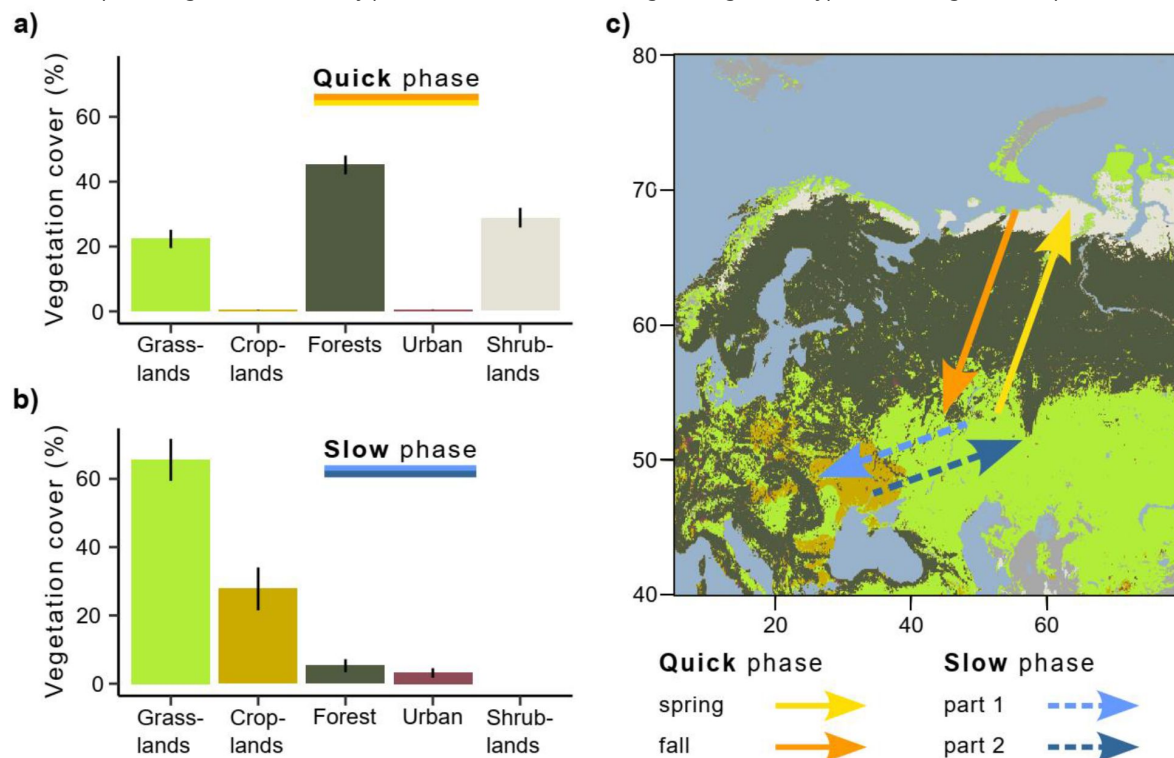 a)
Vegetation cover (%)
60
40
20
0
Quick phase
Grass-
lands
Crop-
lands
Forests
Urban
Shrub-
lands
b)
Vegetation cover (%)
60
40
20
0
Slow phase
Grass-
lands
Crop-
lands
Forest
Urban
Shrub-
lands
c)
80
70
60
50
40
20
40
60
Quick phase
spring
fall
Slow phase
part 1
part 2